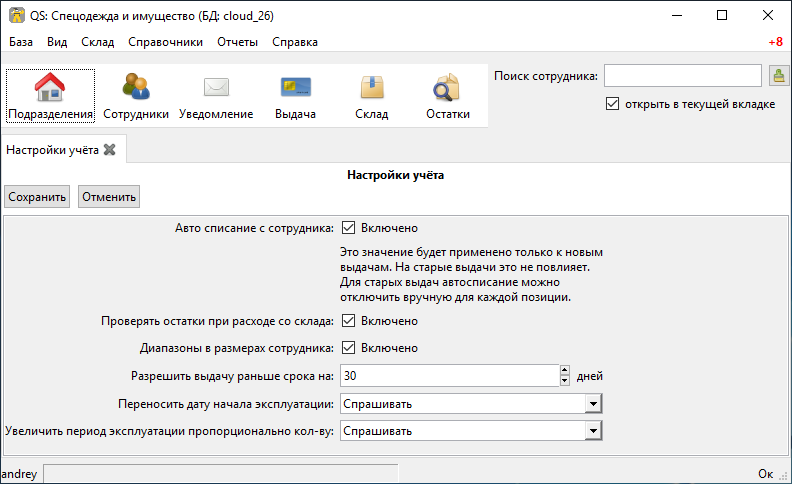 QS: Спецодежда и имущество (БД: cloud_26)
База Вид Склад Справочники Отчеты Справка +8
Подразделения Сотрудники Уведомление Выдача Склад Остатки
Поиск сотрудника:
открыть в текущей вкладке
Настройки учёта
Настройки учёта
Сохранить Отменить
Авто списание с сотрудника: Включено
Это значение будет применено только к новым
выдачам. На старые выдачи это не повлияет.
Для старых выдач автосписание можно
отключить вручную для каждой позиции.
Проверять остатки при расходе со склада: Включено
Диапазоны в размерах сотрудника: Включено
Разрешить выдачу раньше срока на: 30 дней
Переносить дату начала эксплуатации: Спрашивать
Увеличить период эксплуатации пропорционально кол-ву: Спрашивать
andrey Ок